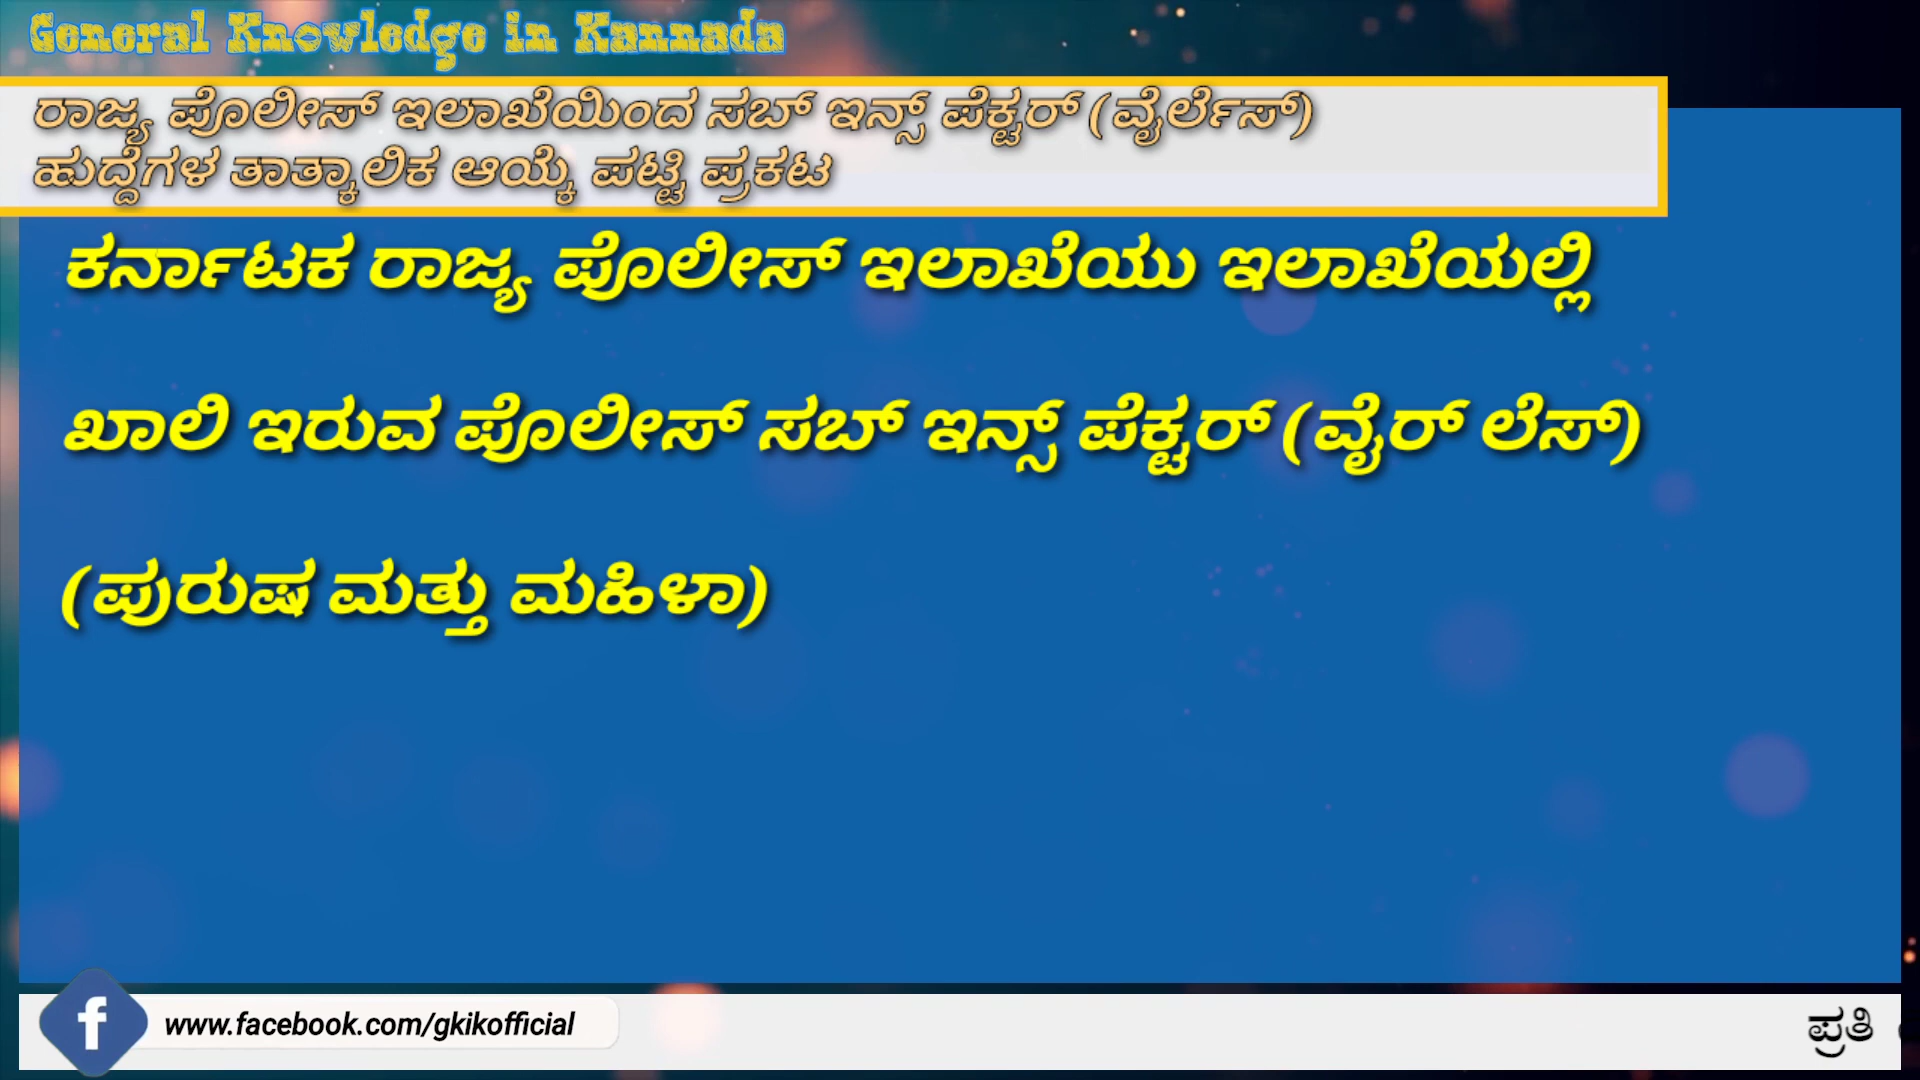 General Knowledge in Kannada
ರಾಜ್ಯ ಪೊಲೀಸ್ ಇಲಾಖೆಯಿಂದ ಸಬ್ ಇನ್ಸ್ ಪೆಕ್ಟರ್ (ವೈರ್ಲೆಸ್)
ಹುದ್ದೆಗಳ ತಾತ್ಕಾಲಿಕ ಆಯ್ಕೆ ಪಟ್ಟಿ ಪ್ರಕಟ
ಕರ್ನಾಟಕ ರಾಜ್ಯ ಪೊಲೀಸ್ ಇಲಾಖೆಯು ಇಲಾಖೆಯಲ್ಲಿ
ಖಾಲಿ ಇರುವ ಪೊಲೀಸ್ ಸಬ್ ಇನ್ಸ್ ಪೆಕ್ಟರ್ (ವೈರ್ ಲೆಸ್)
(ಪುರುಷ ಮತ್ತು ಮಹಿಳಾ)
www.facebook.com/gkikofficial
ಪ್ರತಿ